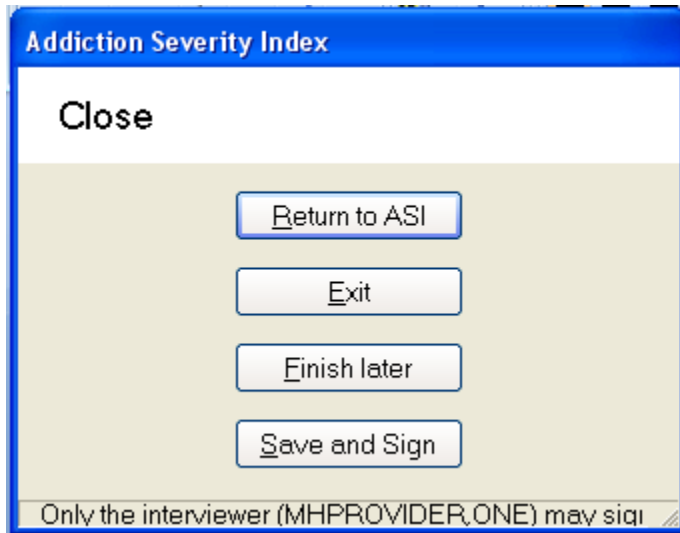 Addiction Severity Index
Close
Return to ASI
Exit
Finish later
Save and Sign
Only the interviewer (MHPROVIDER,ONE) may